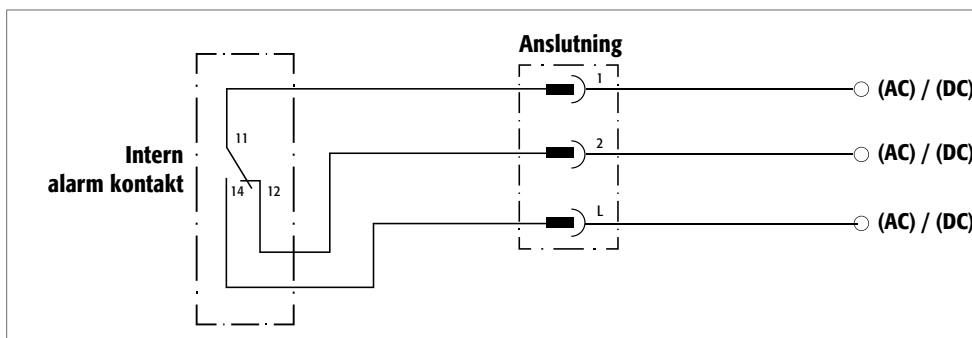 Anslutning
1
(AC) / (DC)
11
2
(AC) / (DC)
Intern
alarm kontakt
14 12
L
(AC) / (DC)